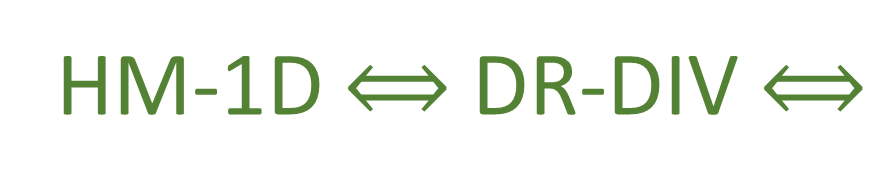 HM-1D ⟺ DR-DIV ⟺